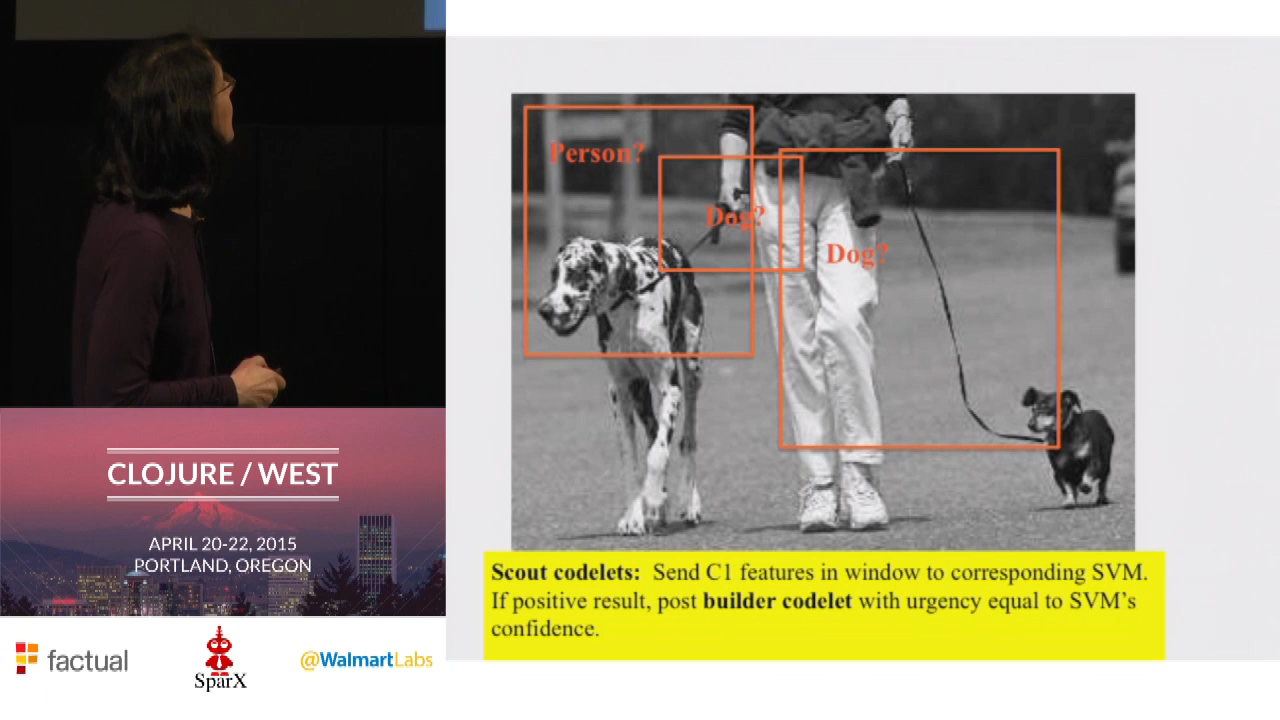 Person?
Dog?
Dog?
Scout codelets:  Send C1 features in window to corresponding SVM.
If positive result, post builder codelet with urgency equal to SVM's
confidence.
CLOJURE / WEST
APRIL 20-22, 2015
PORTLAND, OREGON
factual
SparX
@WalmartLabs